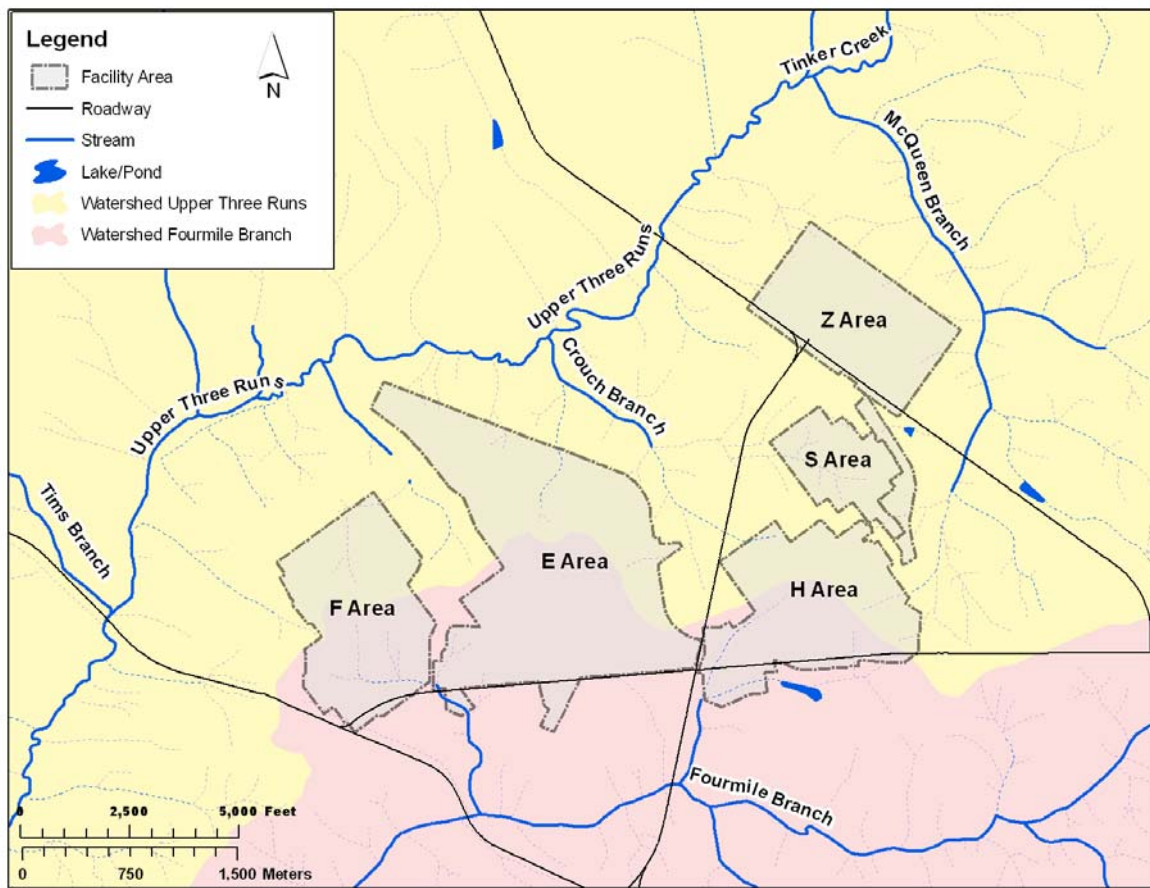 Legend
Facility Area
Roadway
Stream
Lake/Pond
Watershed Upper Three Runs
Watershed Fourmile Branch
N
Tinker Creek
McQueen Branch
Upper Three Runs
Z Area
Crouch Branch
Upper Three Runs
S Area
Tims Branch
E Area
H Area
F Area
Fourmile Branch
0 2,500 5,000 Feet
0 750 1,500 Meters